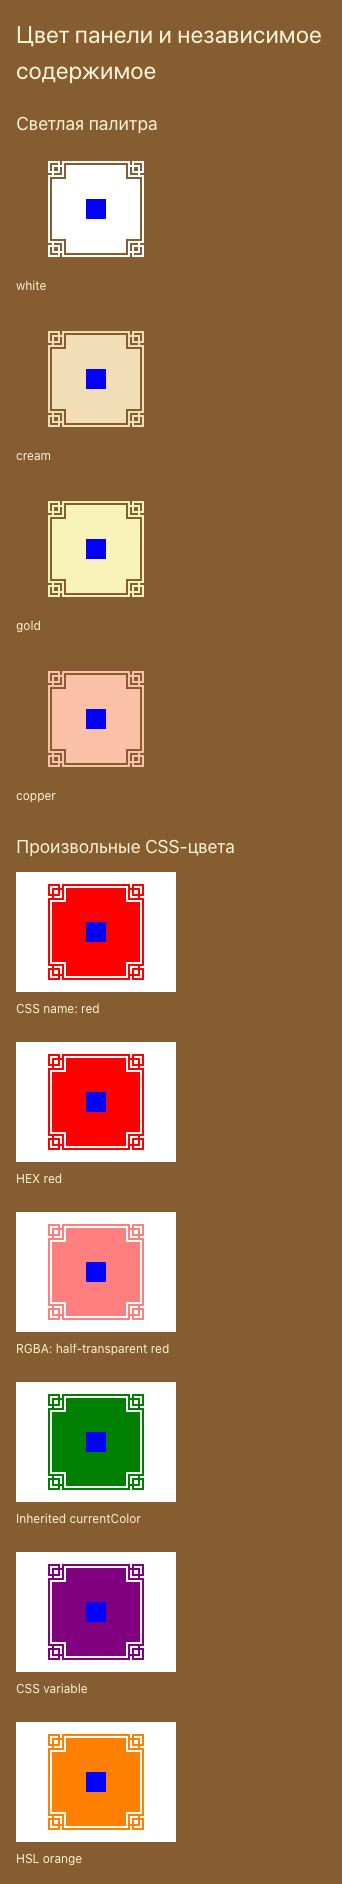 Цвет панели и независимое
содержимое
Светлая палитра
white
cream
gold
copper
Произвольные CSS-цвета
CSS name: red
HEX red
RGBA: half-transparent red
Inherited currentColor
CSS variable
HSL orange